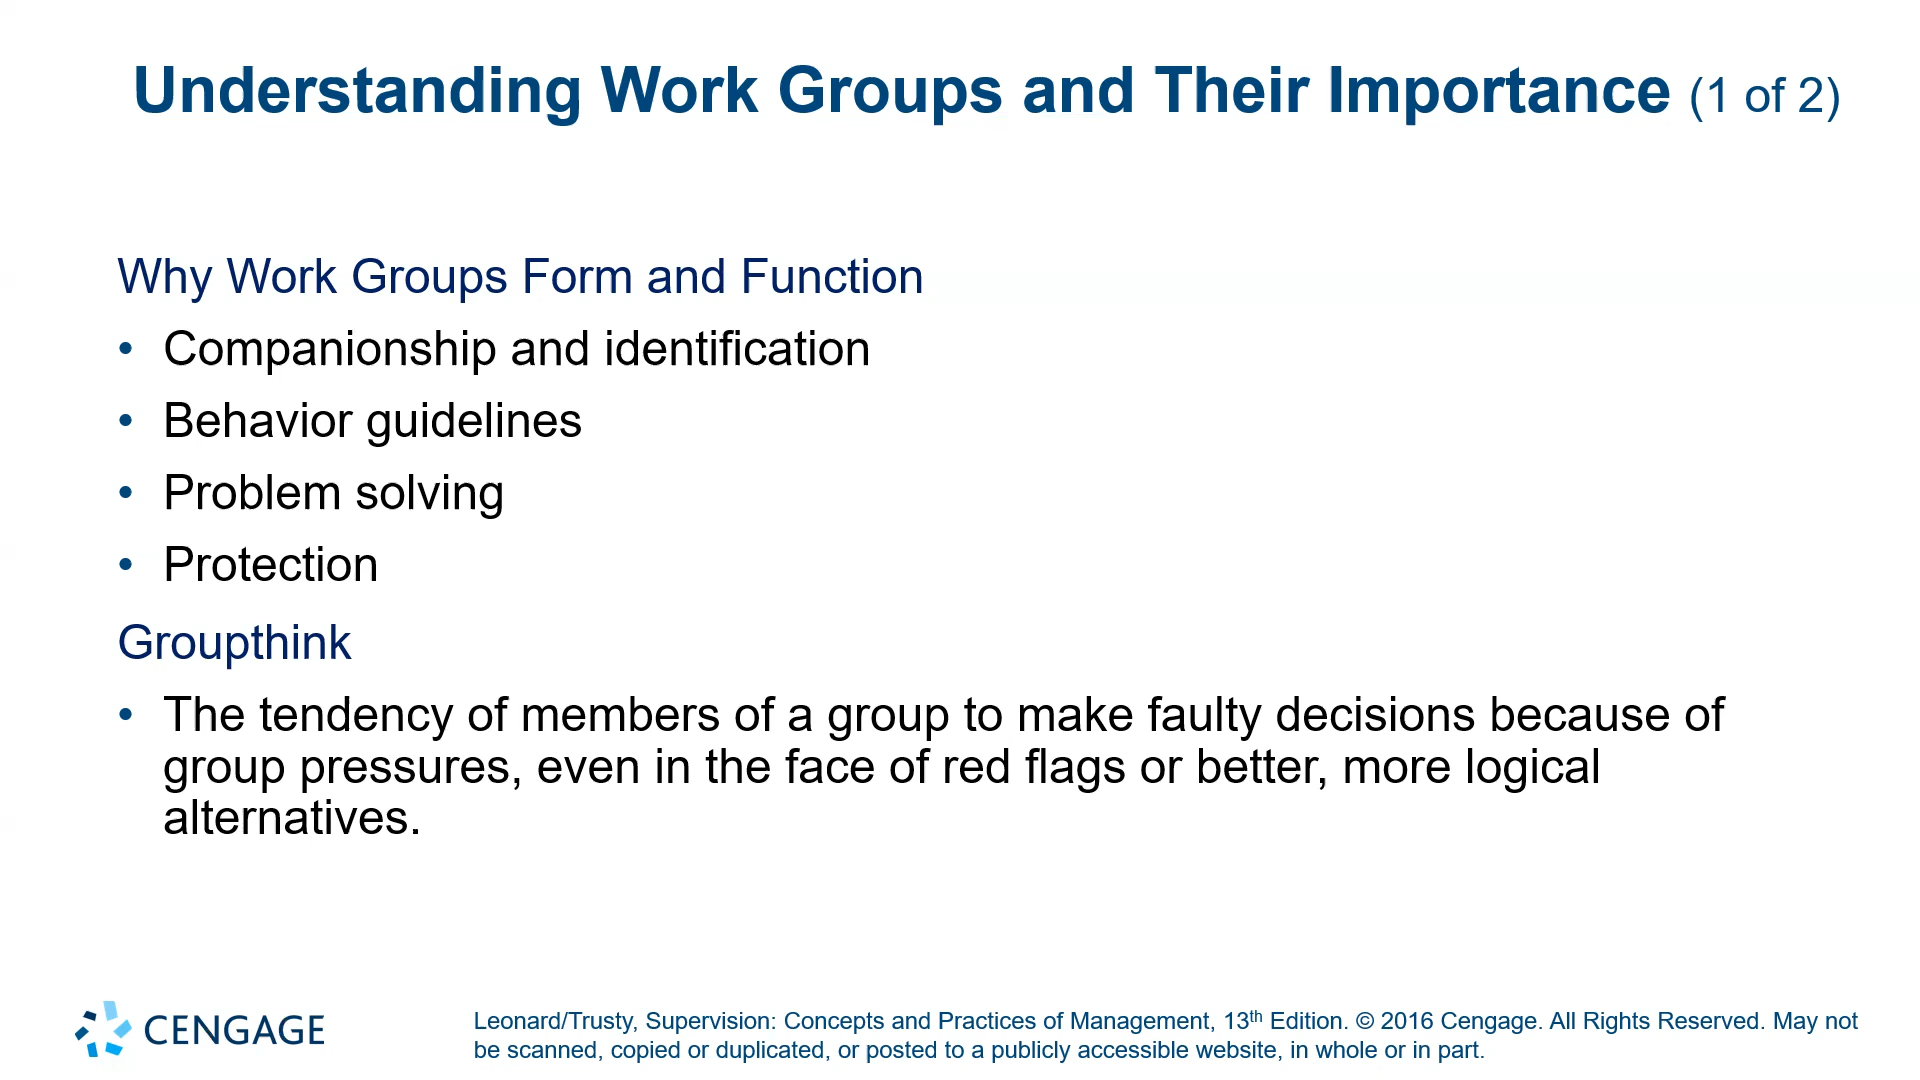 Understanding Work Groups and Their Importance (1 of 2)
Why Work Groups Form and Function
• Companionship and identification
• Behavior guidelines
• Problem solving
• Protection
Groupthink
• The tendency of members of a group to make faulty decisions because of
group pressures, even in the face of red flags or better, more logical
alternatives.
CENGAGE
Leonard/Trusty, Supervision: Concepts and Practices of Management, 13th Edition. © 2016 Cengage. All Rights Reserved. May not
be scanned, copied or duplicated, or posted to a publicly accessible website, in whole or in part.